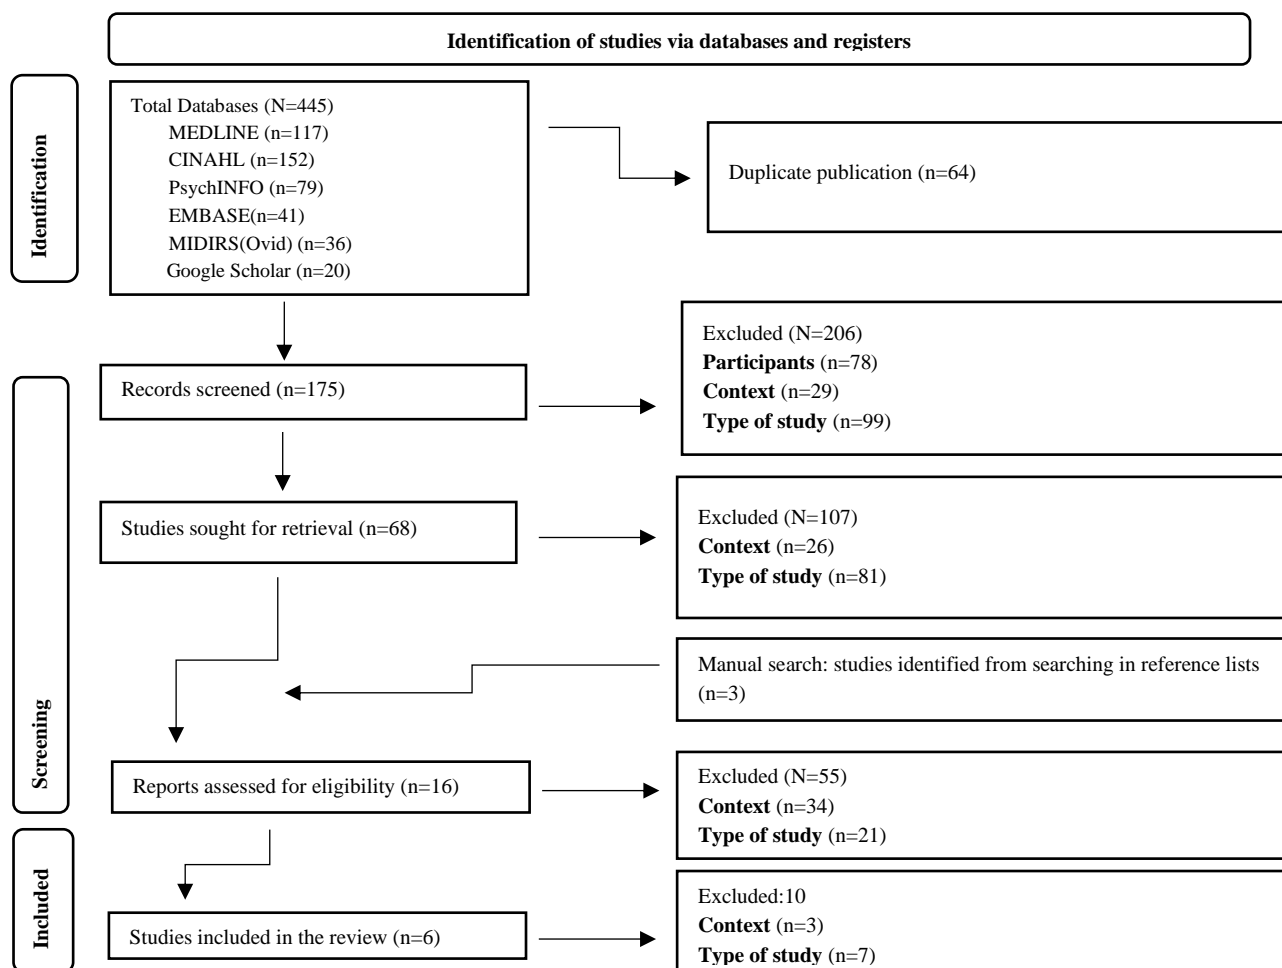 Identification of studies via databases and registers
Identification
Total Databases (N=445)
MEDLINE (n=117)
CINAHL (n=152)
PsychINFO (n=79)
EMBASE(n=41)
MIDIRS(Ovid) (n=36)
Google Scholar (n=20)
Duplicate publication (n=64)
Screening
Records screened (n=175)
Excluded (N=206)
Participants (n=78)
Context (n=29)
Type of study (n=99)
Studies sought for retrieval (n=68)
Excluded (N=107)
Context (n=26)
Type of study (n=81)
Manual search: studies identified from searching in reference lists
(n=3)
Reports assessed for eligibility (n=16)
Excluded (N=55)
Context (n=34)
Type of study (n=21)
Included
Studies included in the review (n=6)
Excluded:10
Context (n=3)
Type of study (n=7)